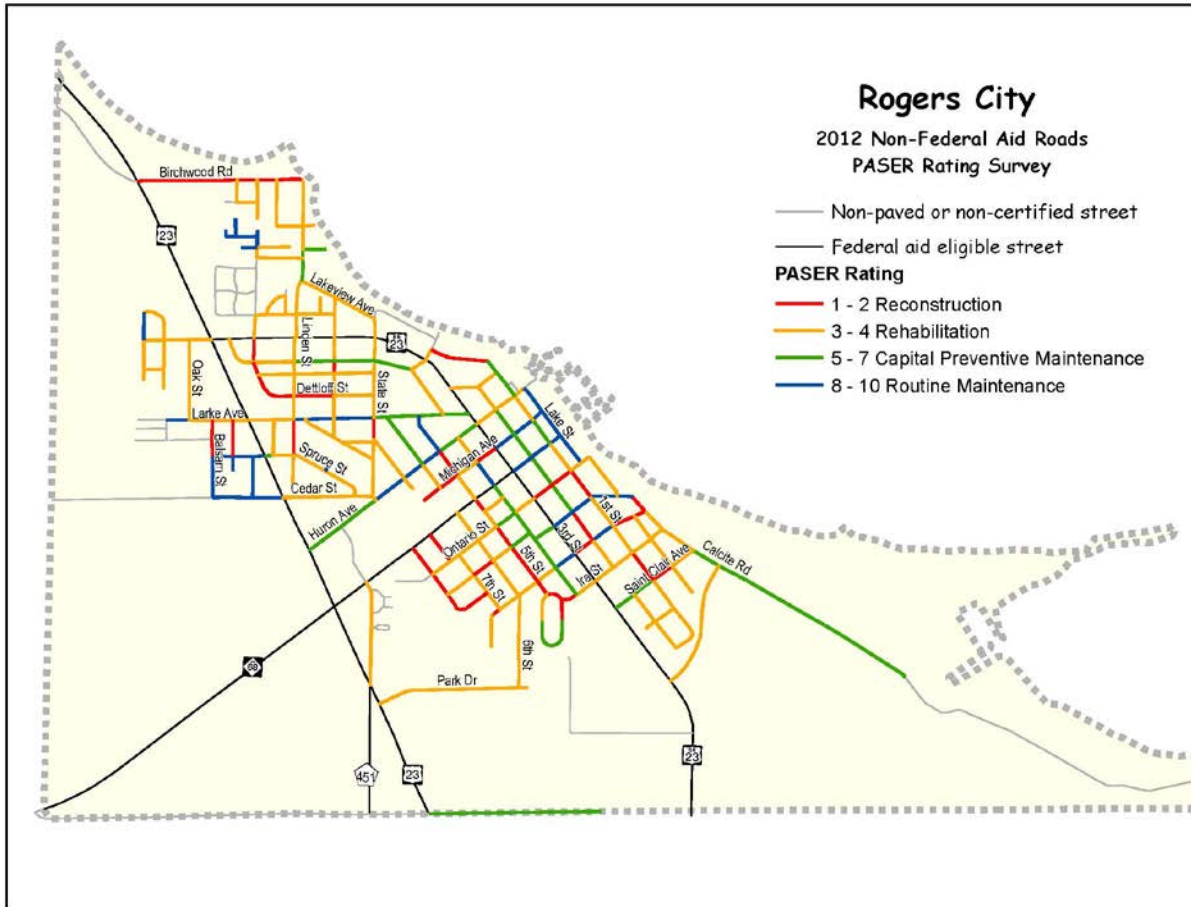 Rogers City
2012 Non-Federal Aid Roads
PASER Rating Survey
Non-paved or non-certified street
Federal aid eligible street
PASER Rating
1 - 2 Reconstruction
3 - 4 Rehabilitation
5 - 7 Capital Preventive Maintenance
8 - 10 Routine Maintenance
Birchwood Rd
23
Lakeview Ave
Linden St
23
Oak St
State St
Dettloff St
Larke Ave
Lake St
Balsam St
Spruce St
Michigan Ave
Cedar St
1st St
Huron Ave
Ontario St
3rd St
5th St
Calcite Rd
Ira St
Saint Clair Ave
7th St
6th St
68
Park Dr
451
23
23